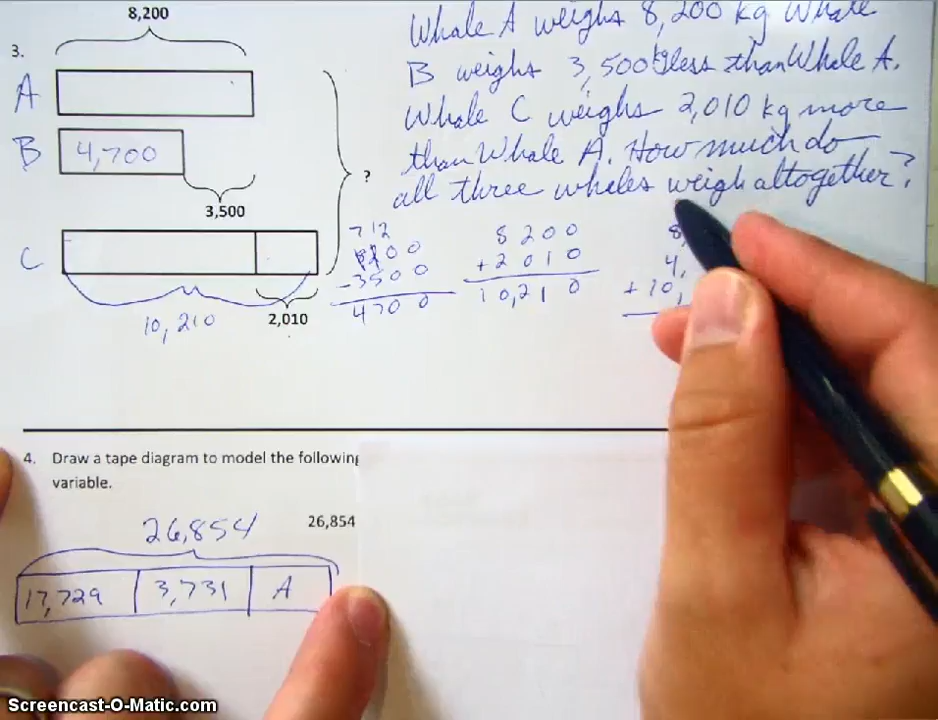 8,200
3.
Whale A weighs 8,200 kg Whale
B weighs 3,500 kg less than Whale A.
Whale C weighs 2,010 kg more
than Whale A. How much do
all three whales weigh altogether?
A
B 4,700
3,500
?
C
10,210
2,010
7 12
8200
-3500
4700
8200
+2010
10,210
8,
4,
+10,
4. Draw a tape diagram to model the following
variable.
26,854
26,854
17,729 3,731 A
Screencast-O-Matic.com